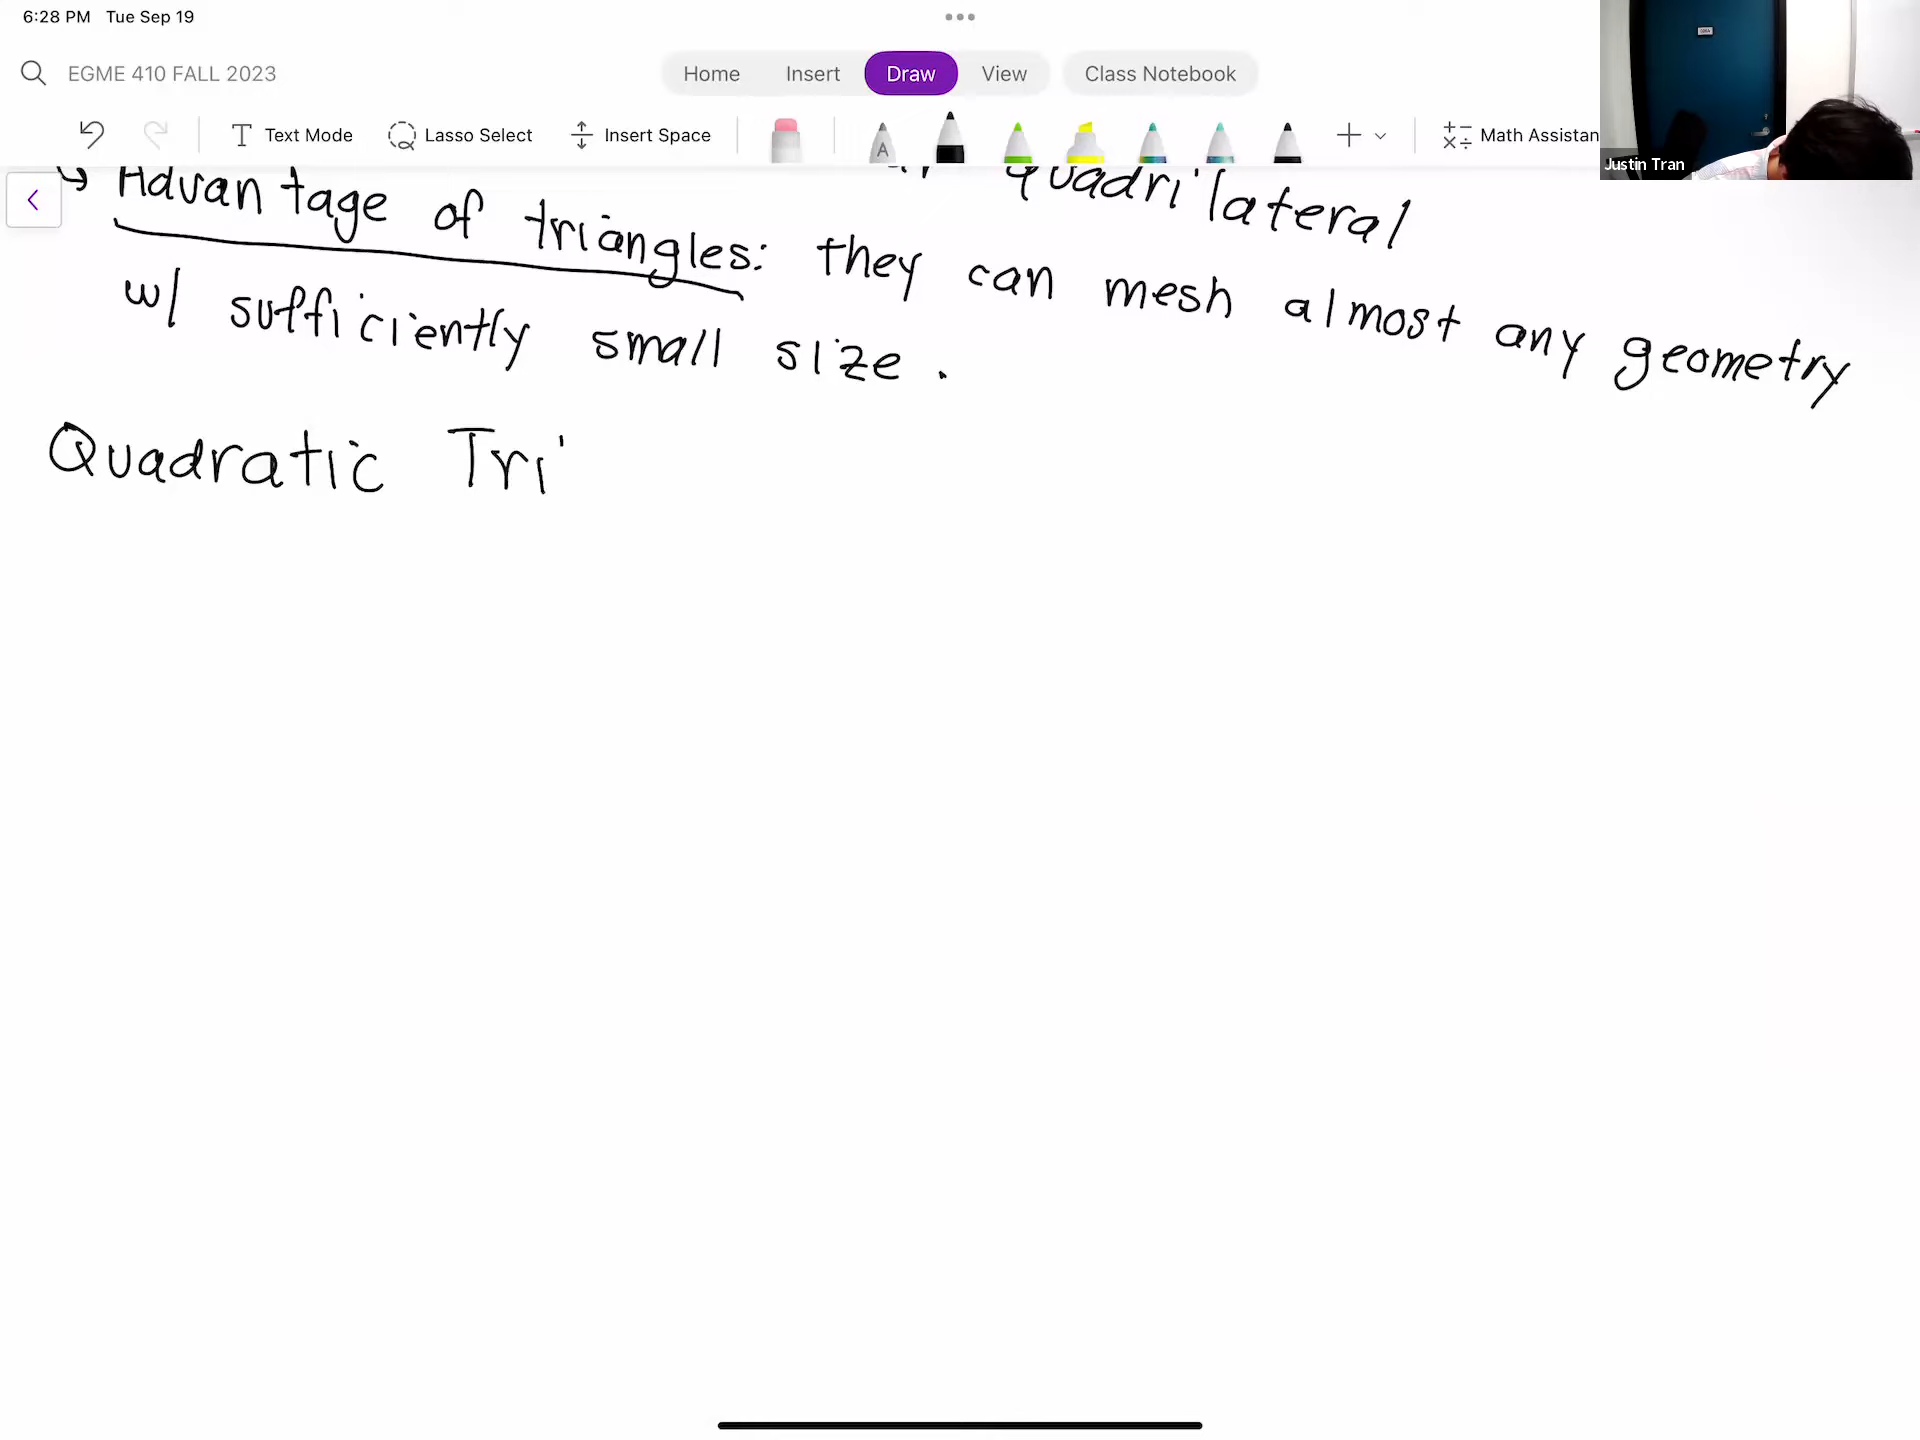 6:28 PM Tue Sep 19
EGME 410 FALL 2023
Home Insert Draw View Class Notebook
Text Mode Lasso Select Insert Space A Math Assistan
Justin Tran
quadrilateral
↳ Advantage of triangles: they can mesh almost any geometry
w/ sufficiently small size.
Quadratic Tri